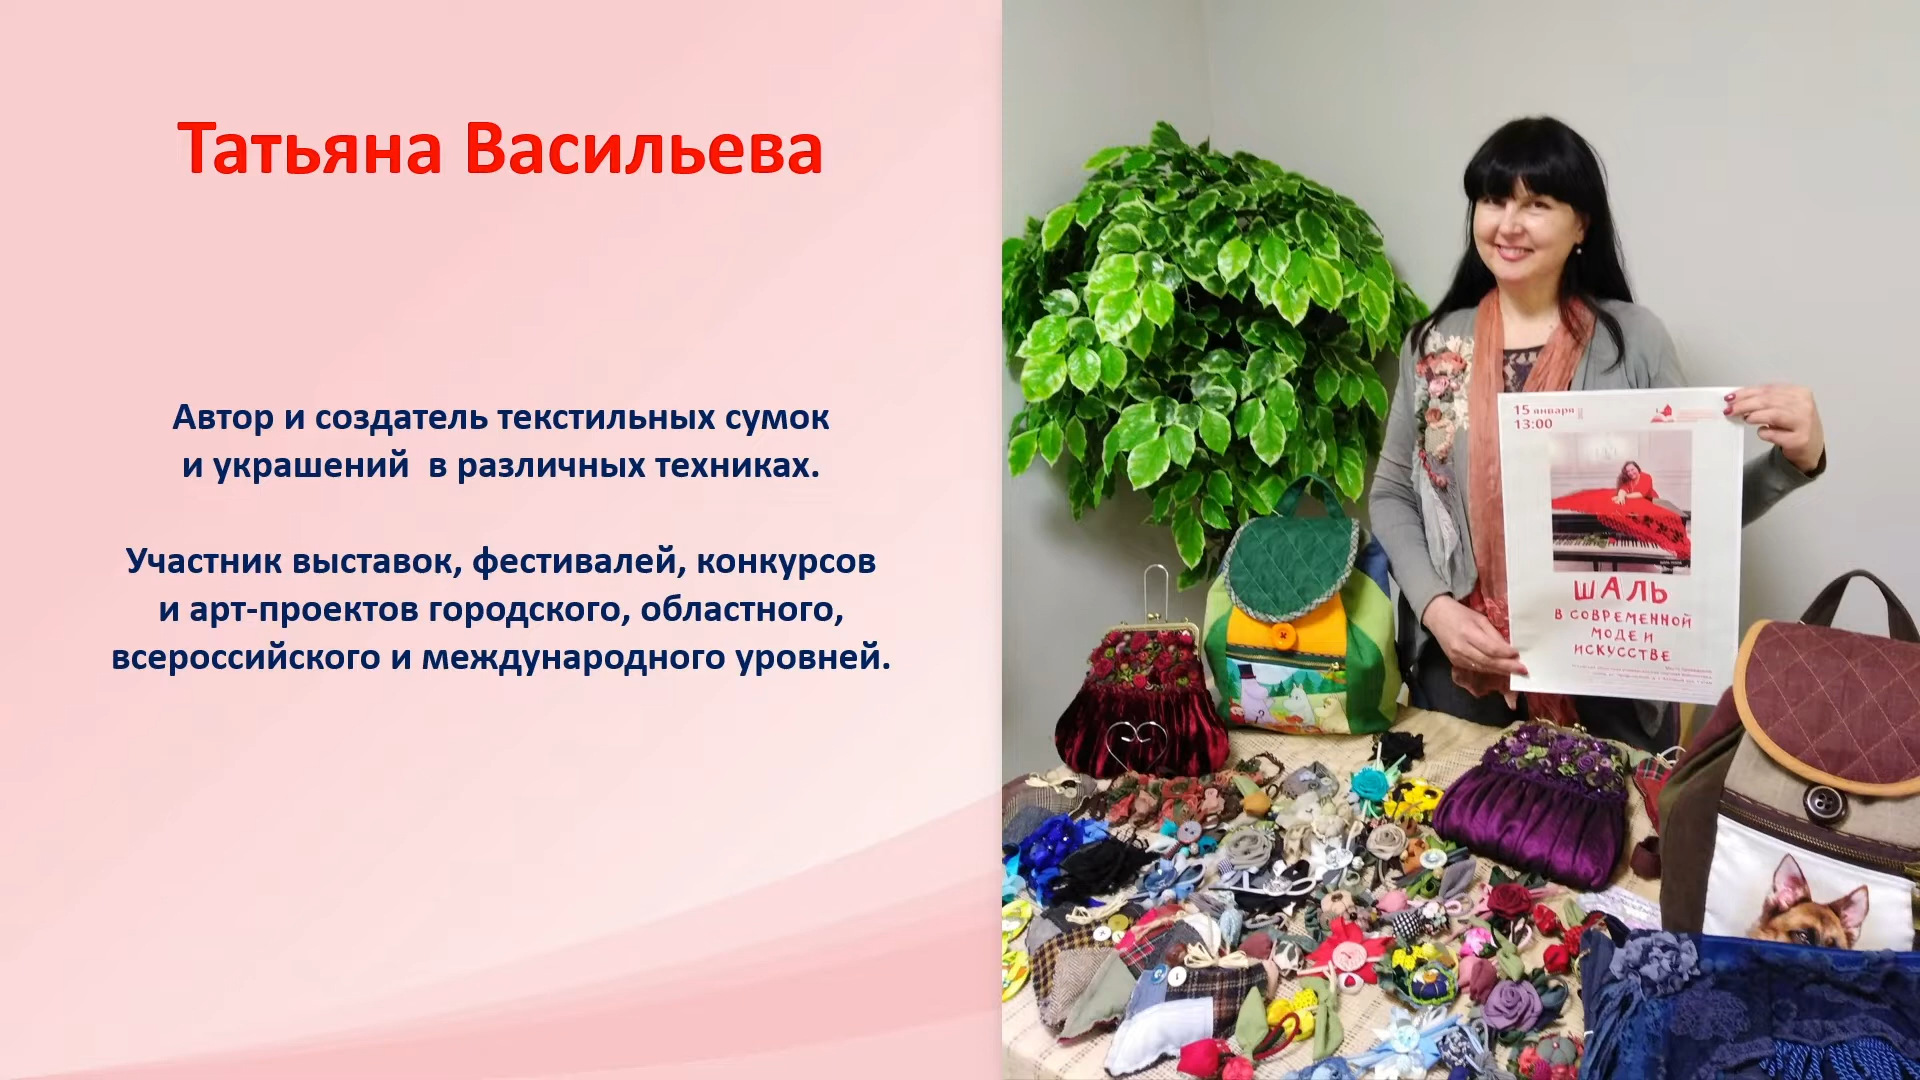 Татьяна Васильева
Автор и создатель текстильных сумок
и украшений в различных техниках.
Участник выставок, фестивалей, конкурсов
и арт-проектов городского, областного,
всероссийского и международного уровней.
15 января
13:00
ШАЛЬ
В СОВРЕМЕННОЙ
МОДЕ И
ИСКУССТВЕ